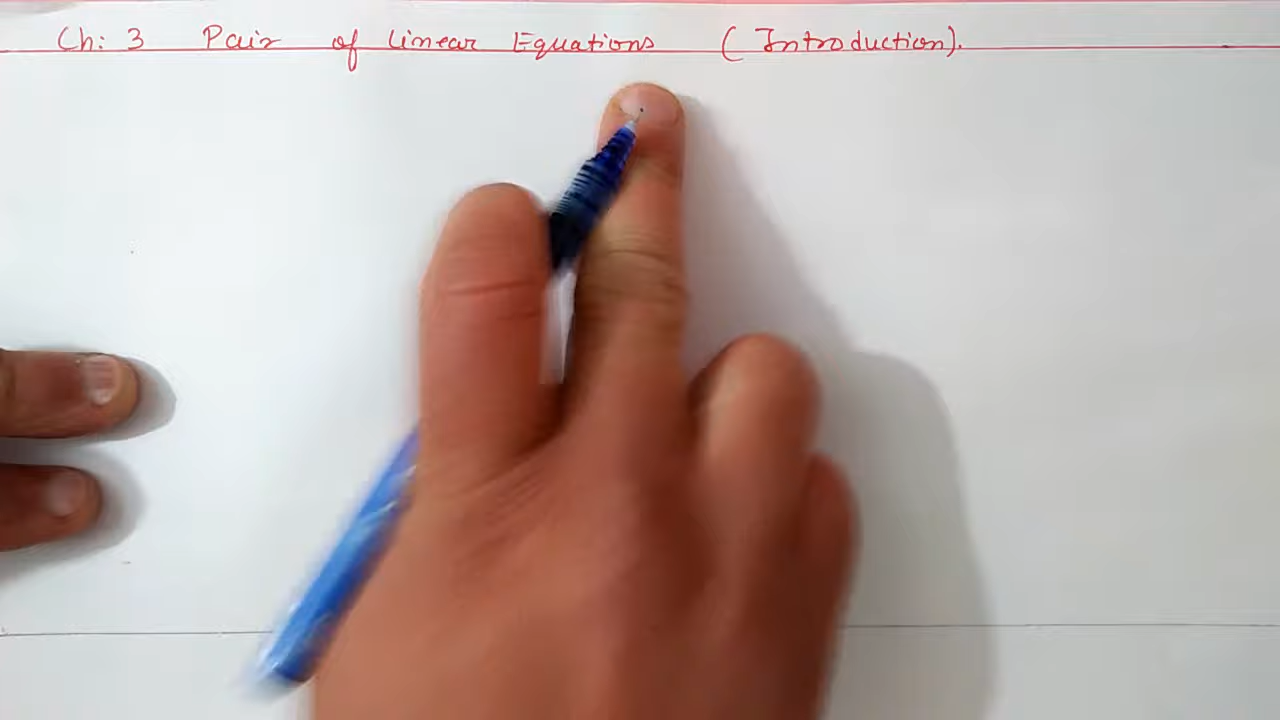 Ch: 3 Pair of linear Equations (Introduction).